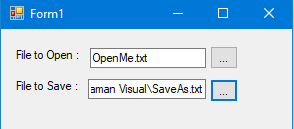 Form1
File to Open : OpenMe.txt ...
File to Save : aman Visual\SaveAs.txt ...